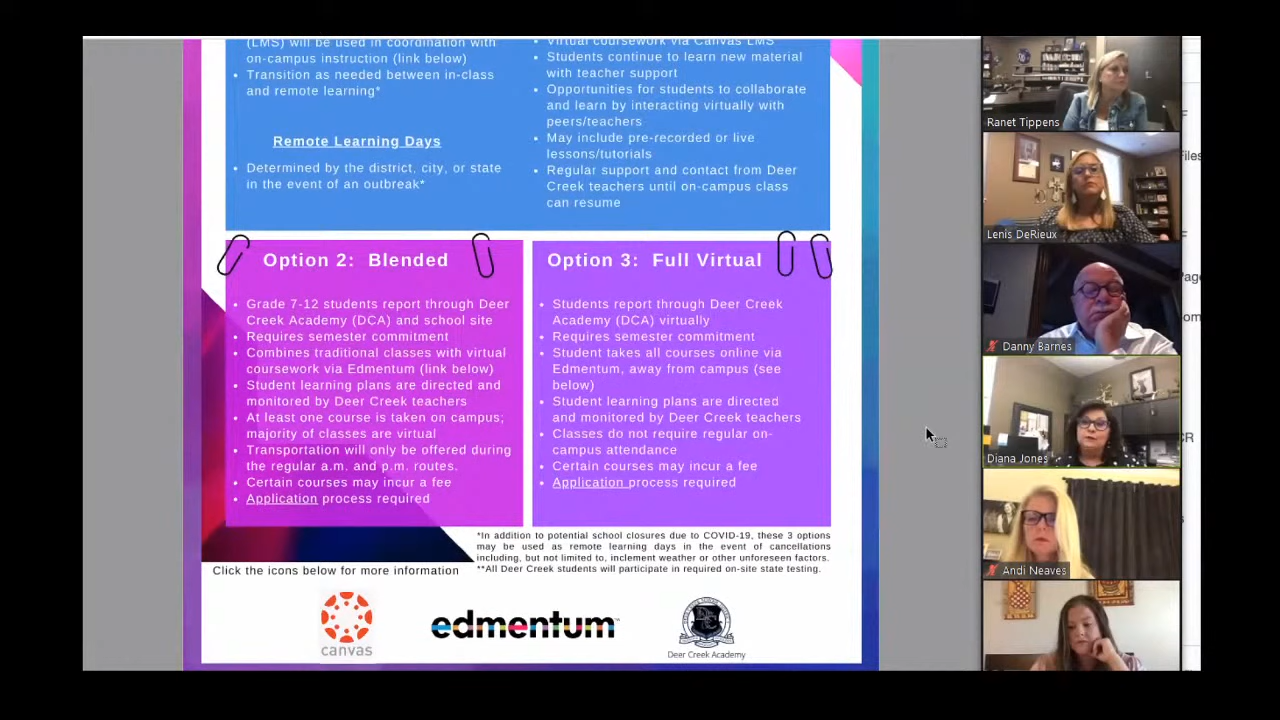 (LMS) will be used in coordination with
on-campus instruction (link below)
Transition as needed between in-class
and remote learning*
Remote Learning Days
Determined by the district, city, or state
in the event of an outbreak*
Virtual coursework via Canvas LMS
Students continue to learn new material
with teacher support
Opportunities for students to collaborate
and learn by interacting virtually with
peers/teachers
May include pre-recorded or live
lessons/tutorials
Regular support and contact from Deer
Creek teachers until on-campus class
can resume
Option 2: Blended
Grade 7-12 students report through Deer
Creek Academy (DCA) and school site
Requires semester commitment
Combines traditional classes with virtual
coursework via Edmentum (link below)
Student learning plans are directed and
monitored by Deer Creek teachers
At least one course is taken on campus;
majority of classes are virtual
Transportation will only be offered during
the regular a.m. and p.m. routes.
Certain courses may incur a fee
Application process required
Option 3: Full Virtual
Students report through Deer Creek
Academy (DCA) virtually
Requires semester commitment
Student takes all courses online via
Edmentum, away from campus (see
below)
Student learning plans are directed
and monitored by Deer Creek teachers
Classes do not require regular on-
campus attendance
Certain courses may incur a fee
Application process required
*In addition to potential school closures due to COVID-19, these 3 options
may be used as remote learning days in the event of cancellations
including, but not limited to, inclement weather or other unforeseen factors.
**All Deer Creek students will participate in required on-site state testing.
Click the icons below for more information
canvas
edmentum
Deer Creek Academy
Ranet Tippens
Lenis DeRieux
Danny Barnes
Diana Jones
Andi Neaves